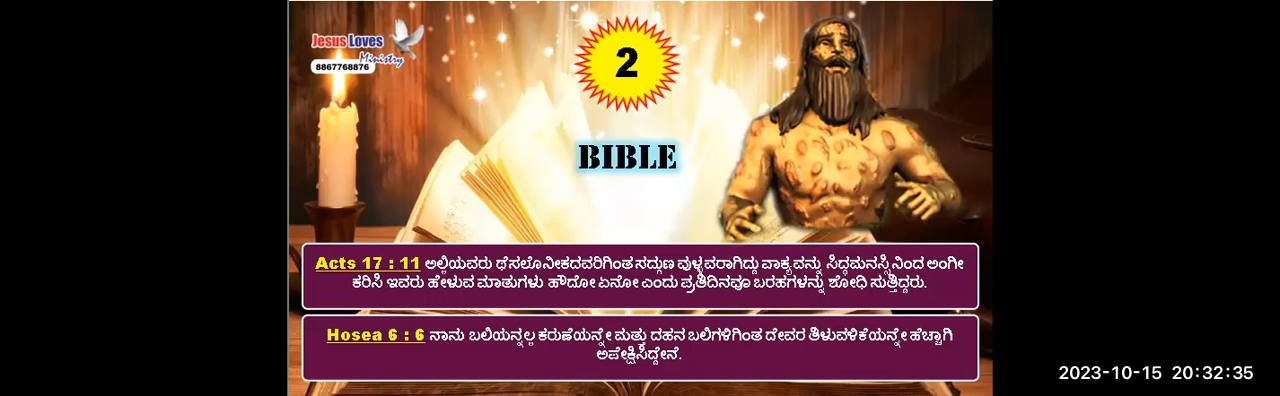 Jesus Loves
Ministry
8867768876
2
BIBLE
Acts 17 : 11 ಅಲ್ಲಿಯವರು ಥೆಸಲೊನೀಕದವರಿಗಿಂತ ಸದ್ಗುಣ ವುಳ್ಳವರಾಗಿದ್ದು ವಾಕ್ಯವನ್ನು ಸಿದ್ಧಮನಸ್ಸಿನಿಂದ ಅಂಗೀ
ಕರಿಸಿ ಇವರು ಹೇಳುವ ಮಾತುಗಳು ಹೌದೋ ಏನೋ ಎಂದು ಪ್ರತಿದಿನವೂ ಬರಹಗಳನ್ನು ಶೋಧಿ ಸುತ್ತಿದ್ದರು.
Hosea 6 : 6 ನಾನು ಬಲಿಯನ್ನಲ್ಲ ಕರುಣೆಯನ್ನೇ ಮತ್ತು ದಹನ ಬಲಿಗಳಿಗಿಂತ ದೇವರ ತಿಳುವಳಿಕೆಯನ್ನೇ ಹೆಚ್ಚಾಗಿ
ಅಪೇಕ್ಷಿಸಿದ್ದೇನೆ.
2023-10-15 20:32:35